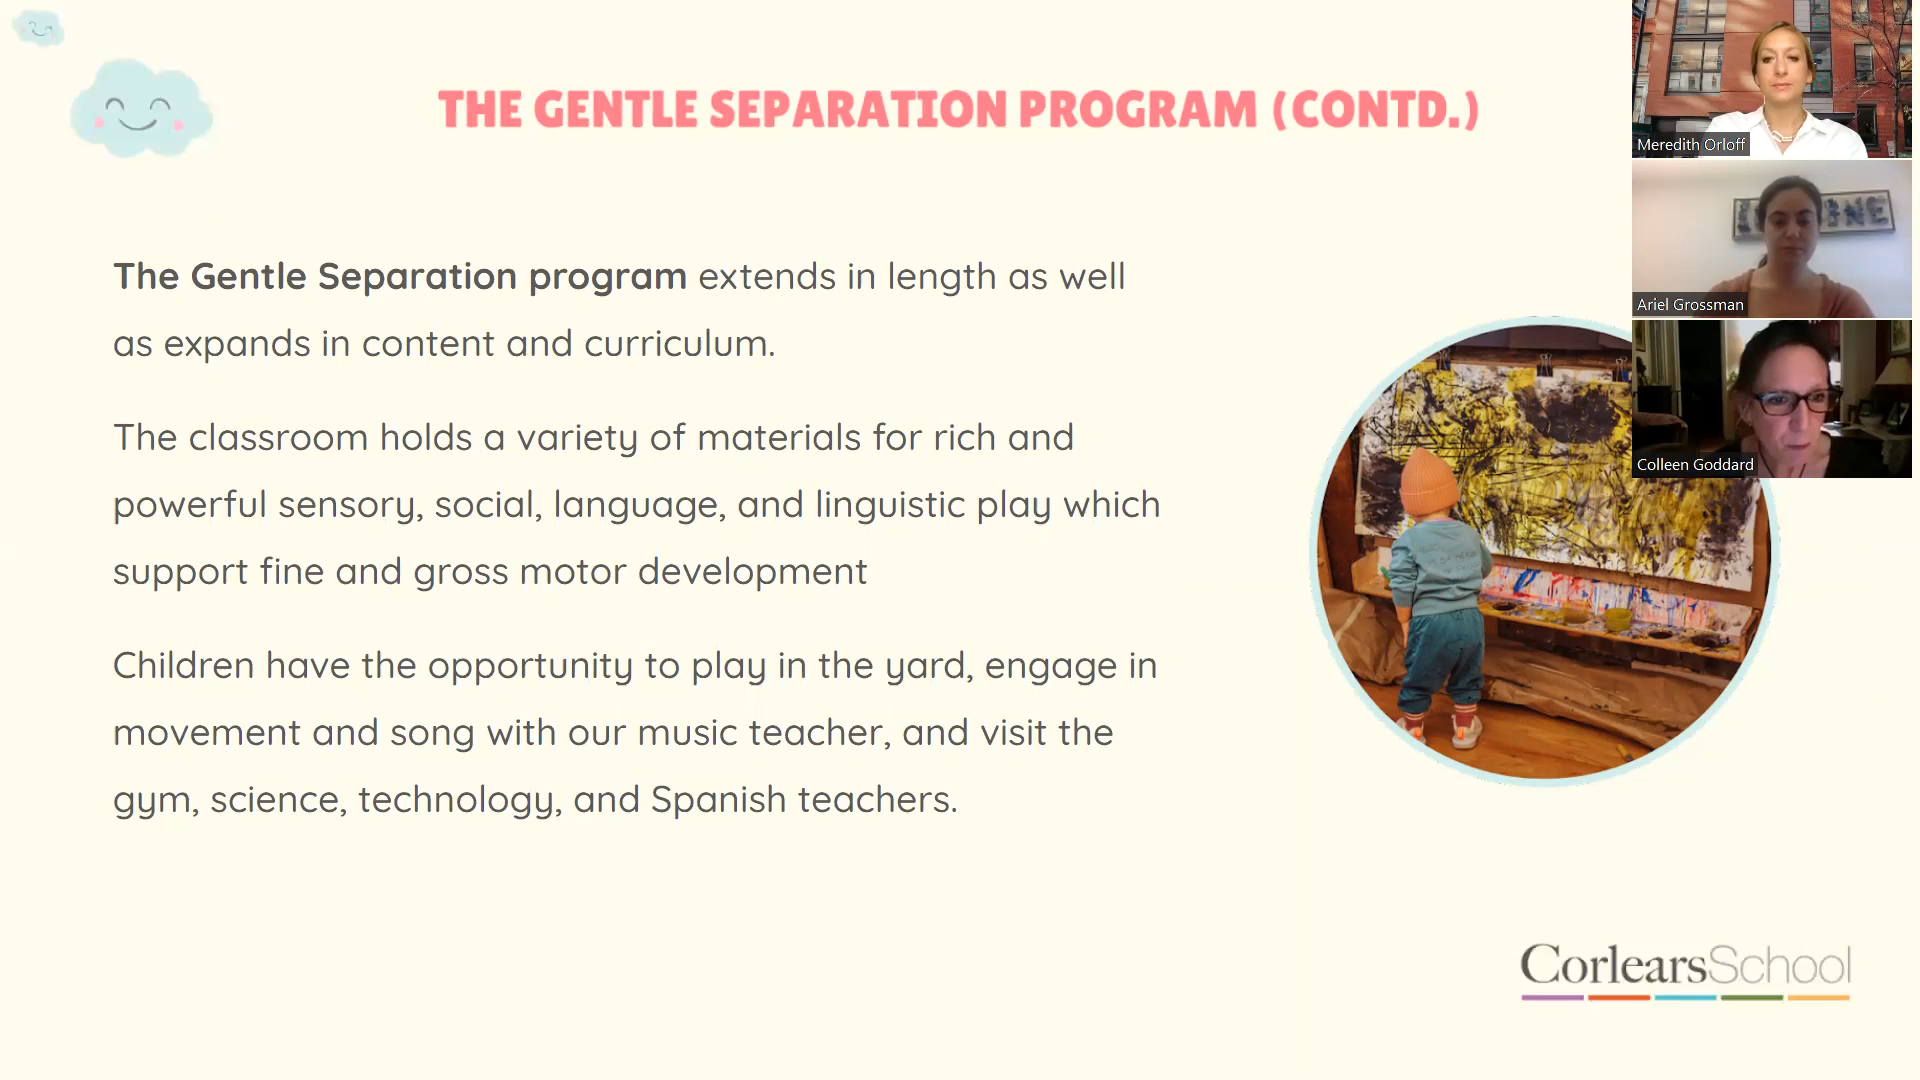 THE GENTLE SEPARATION PROGRAM (CONTD.)
The Gentle Separation program extends in length as well
as expands in content and curriculum.
The classroom holds a variety of materials for rich and
powerful sensory, social, language, and linguistic play which
support fine and gross motor development
Children have the opportunity to play in the yard, engage in
movement and song with our music teacher, and visit the
gym, science, technology, and Spanish teachers.
Meredith Orloff
Ariel Grossman
Colleen Goddard
CorlearsSchool